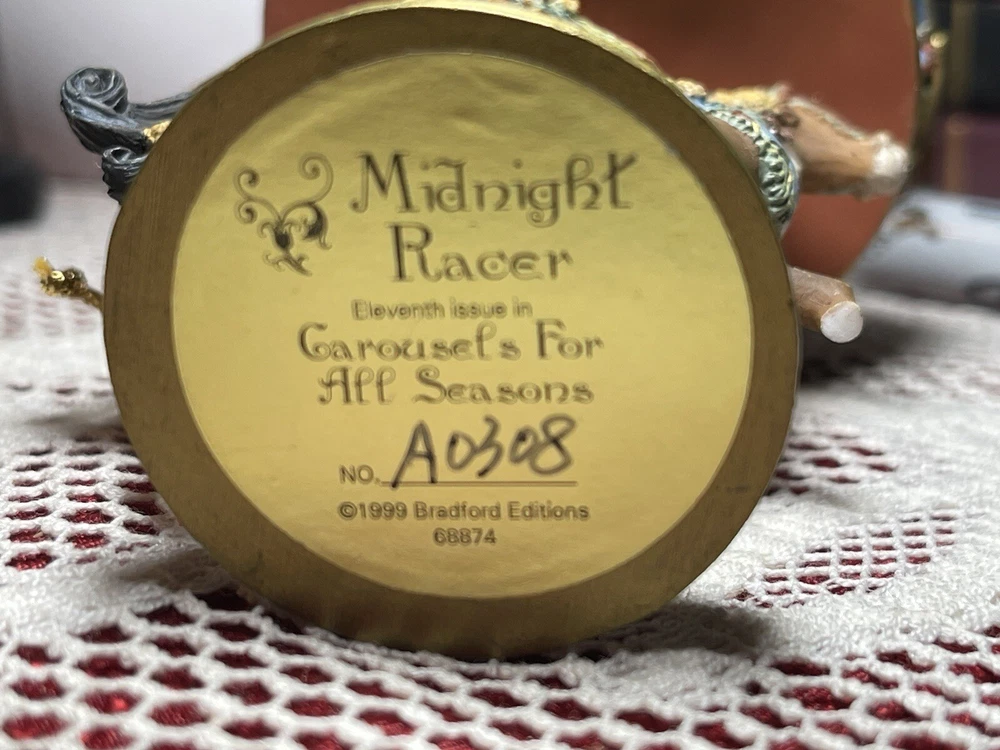 Midnight
Racer
Eleventh issue in
Carousels For
All Seasons
NO. A0308
©1999 Bradford Editions
68874